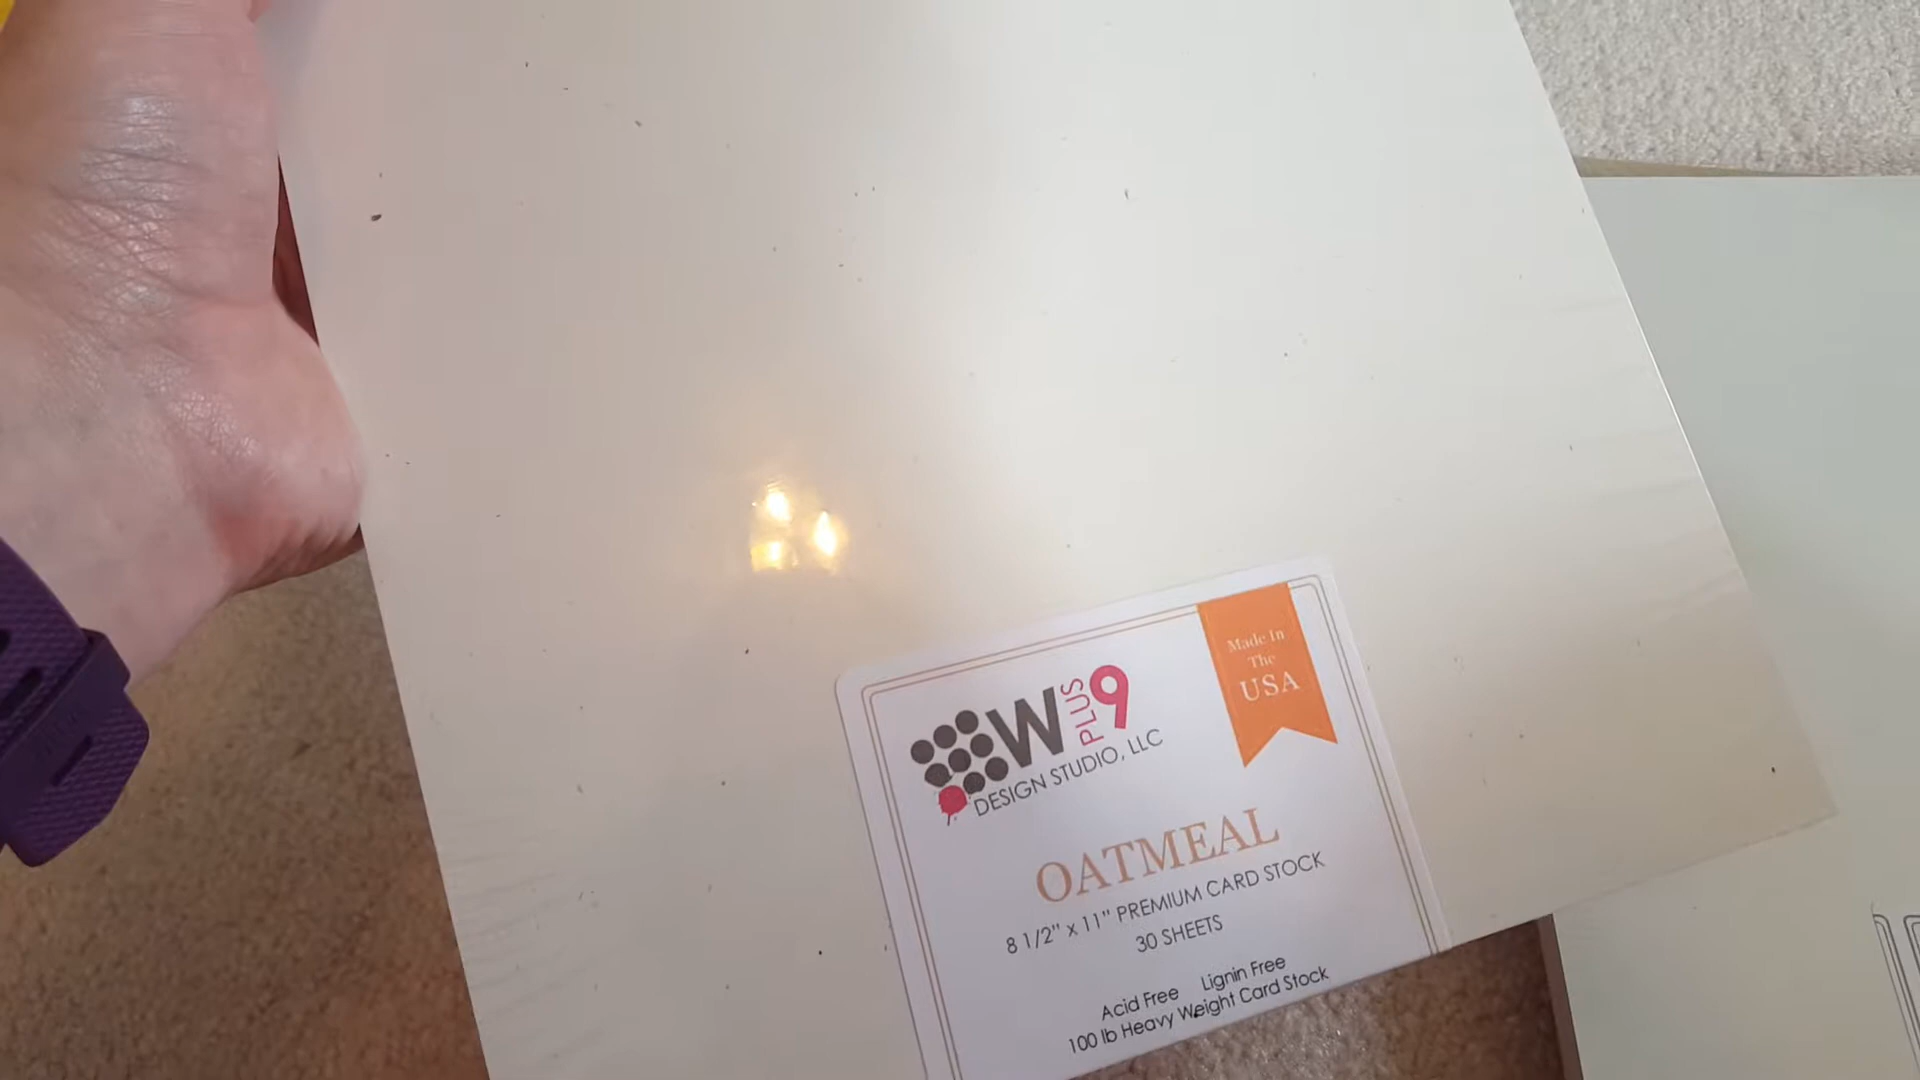 W PLUS 9
DESIGN STUDIO, LLC
Made In
The
USA
OATMEAL
8 1/2" x 11" PREMIUM CARD STOCK
30 SHEETS
Acid Free Lignin Free
100 lb Heavy Weight Card Stock